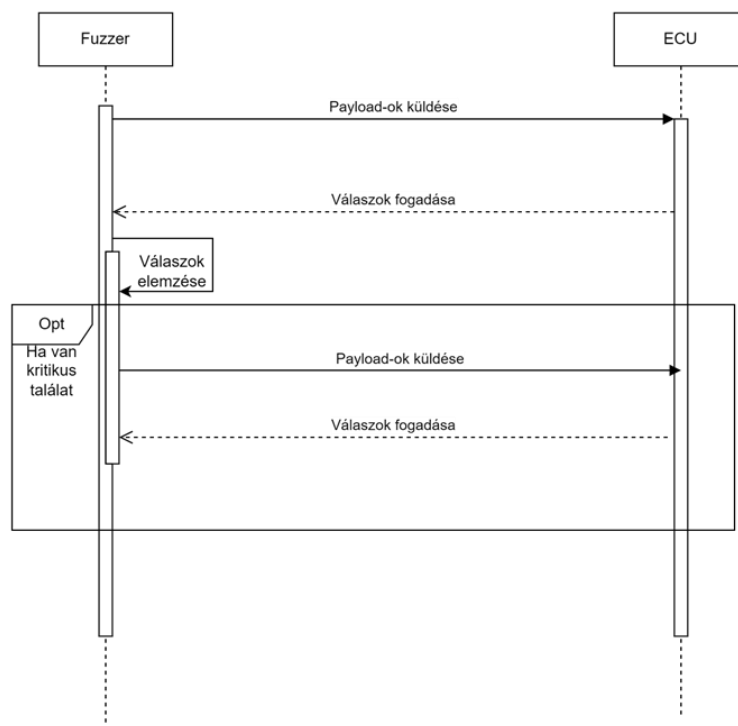 Fuzzer
ECU
Payload-ok küldése
Válaszok fogadása
Válaszok
elemzése
Opt
Ha van
kritikus
találat
Payload-ok küldése
Válaszok fogadása